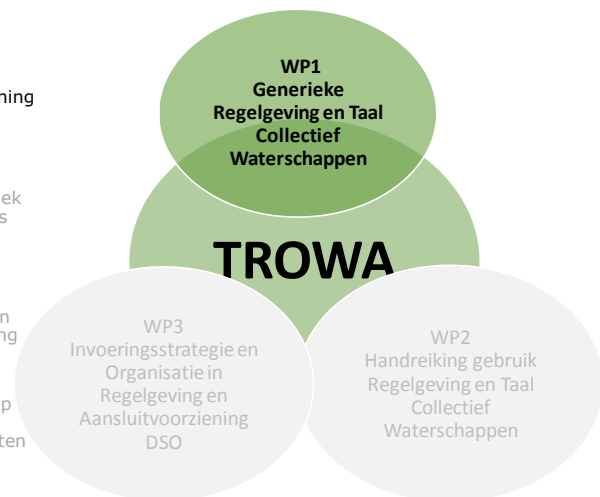 WP1
Generieke
Regelgeving en Taal
Collectief
Waterschappen
TROWA
WP3
Invoeringsstrategie en
Organisatie in
Regelgeving en
Aansluitvoorziening
DSO
WP2
Handreiking gebruik
Regelgeving en Taal
Collectief
Waterschappen